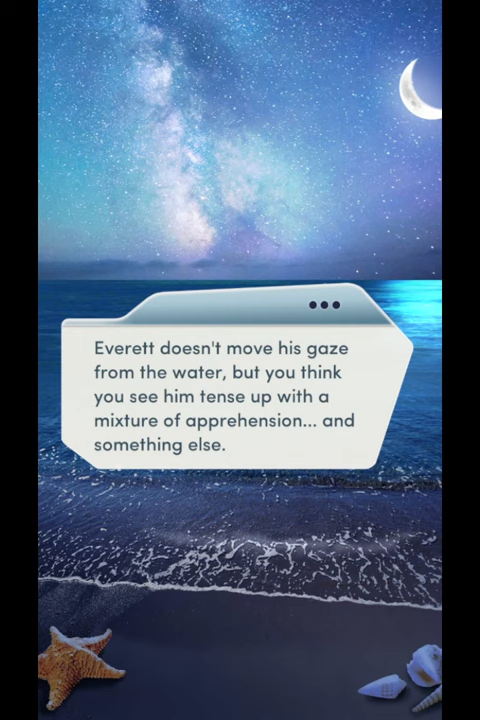 Everett doesn't move his gaze
from the water, but you think
you see him tense up with a
mixture of apprehension... and
something else.